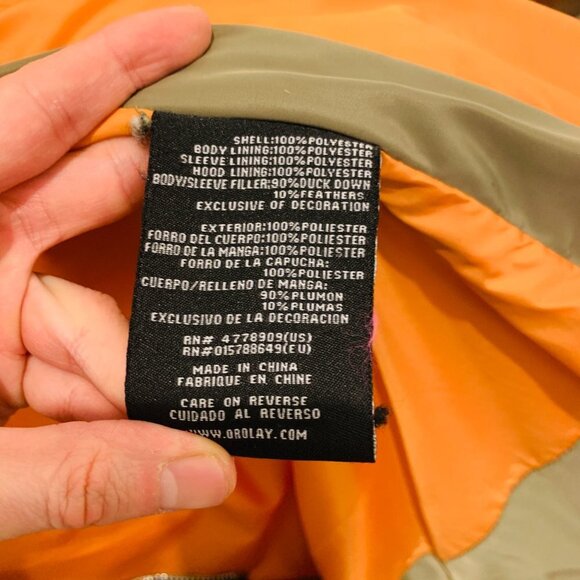 SHELL:100%POLYESTER
BODY LINING:100%POLYESTER
SLEEVE LINING:100%POLYESTER
HOOD LINING:100%POLYESTER
BODY/SLEEVE FILLER:90%DUCK DOWN
10%FEATHERS
EXCLUSIVE OF DECORATION
EXTERIOR:100%POLIESTER
FORRO DEL CUERPO:100%POLIESTER
FORRO DE LA MANGA:100%POLIESTER
FORRO DE LA CAPUCHA:
100%POLIESTER
CUERPO/RELLENO DE MANGA:
90%PLUMON
10%PLUMAS
EXCLUSIVO DE LA DECORACION
RN# 4778909(US)
RN#015788649(EU)
MADE IN CHINA
FABRIQUE EN CHINE
CARE ON REVERSE
CUIDADO AL REVERSO
WWW.OROLAY.COM